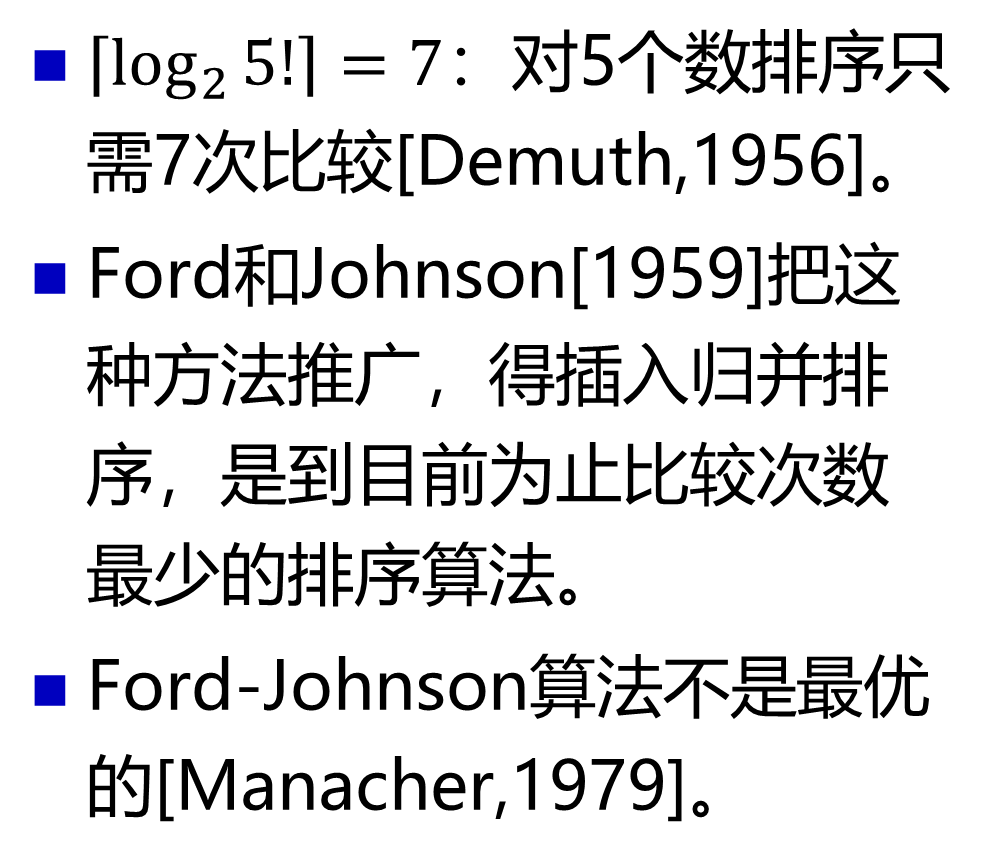 ■ ⌈log₂ 5!⌉ = 7：对5个数排序只
需7次比较[Demuth,1956]。
■ Ford和Johnson[1959]把这
种方法推广，得插入归并排
序，是到目前为止比较次数
最少的排序算法。
■ Ford-Johnson算法不是最优
的[Manacher,1979]。